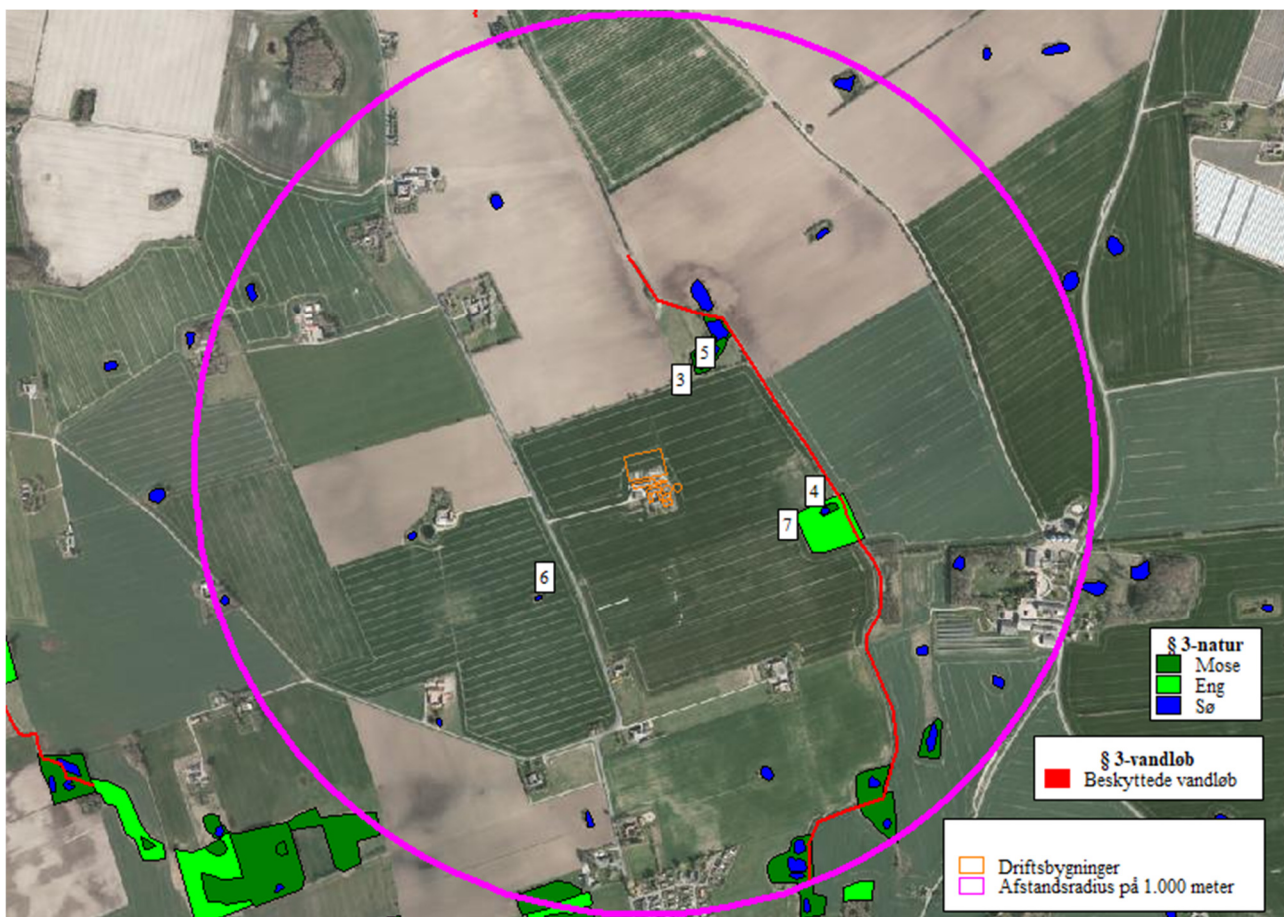 5
3
4
7
6
§ 3-natur
Mose
Eng
Sø
§ 3-vandløb
Beskyttede vandløb
Driftsbygninger
Afstandsradius på 1.000 meter